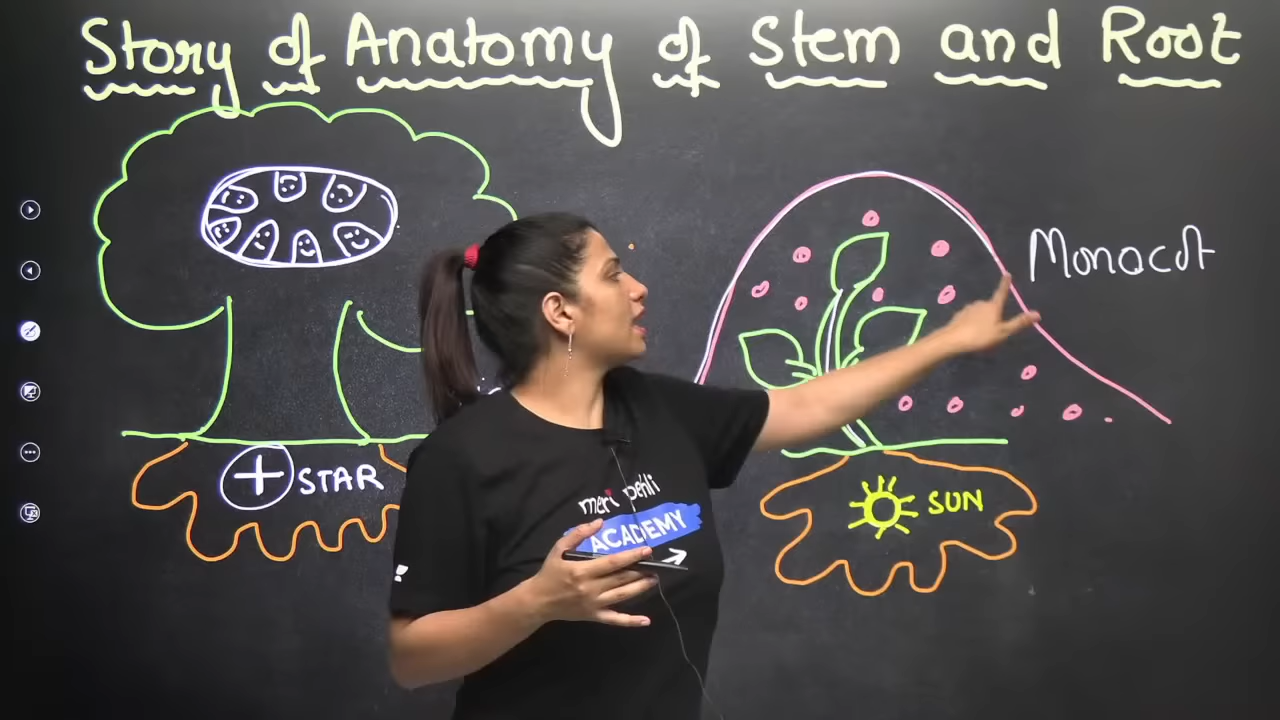 Story of Anatomy of Stem and Root
Monocot
+ STAR
SUN
meri pehli
ACADEMY